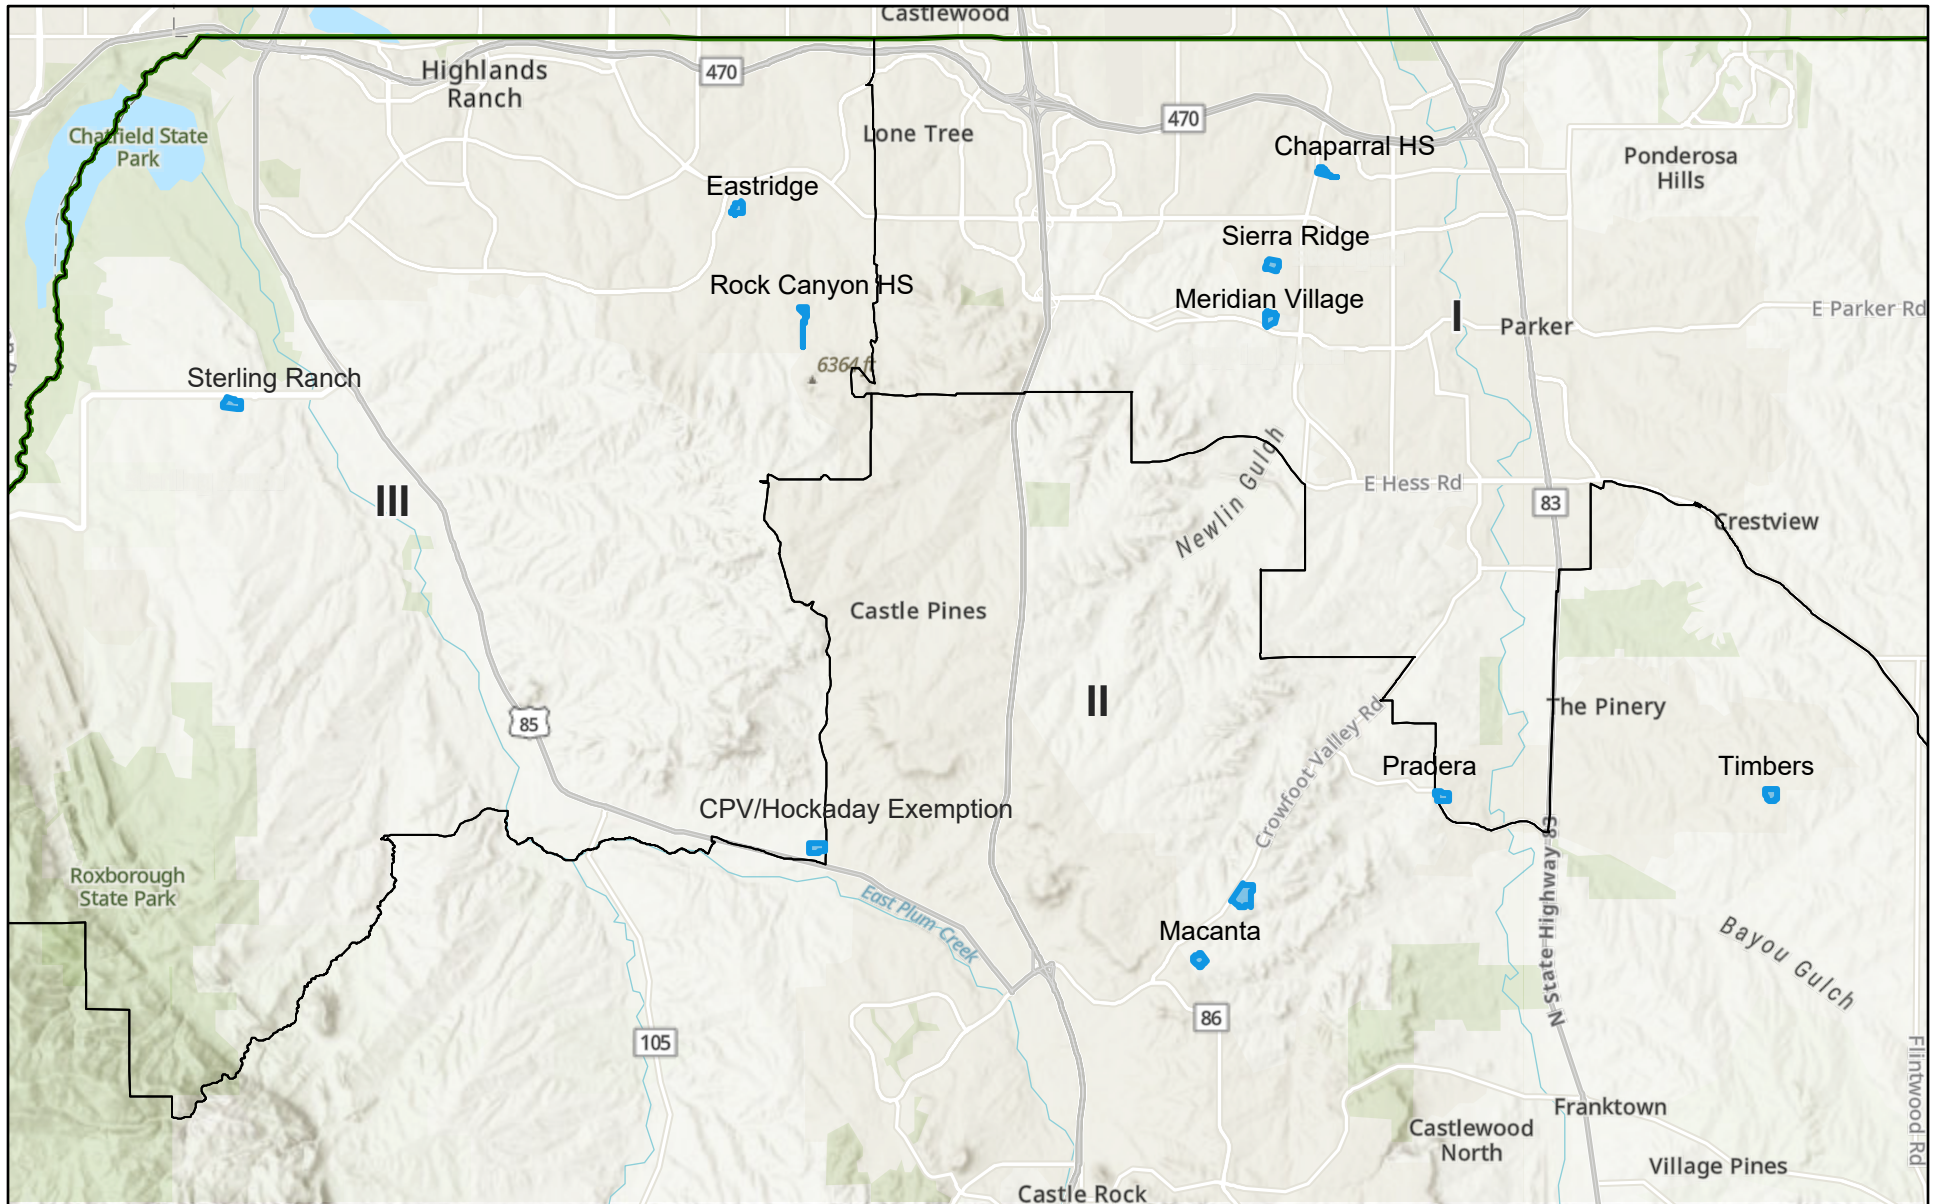 Castlewood
Highlands
Ranch
470
Lone Tree
470
Chatfield State
Park
Chaparral HS
Ponderosa
Hills
Eastridge
Sierra Ridge
Rock Canyon HS
Meridian Village
I
Parker
E Parker Rd
6364 ft
Sterling Ranch
III
Newlin Gulch
E Hess Rd
83
Crestview
Castle Pines
II
85
Crowfoot Valley Rd
The Pinery
Pradera
Timbers
CPV/Hockaday Exemption
Roxborough
State Park
East Plum Creek
N State Highway 83
Macanta
Bayou Gulch
86
105
Flintwood Rd
Franktown
Castlewood
North
Village Pines
Castle Rock